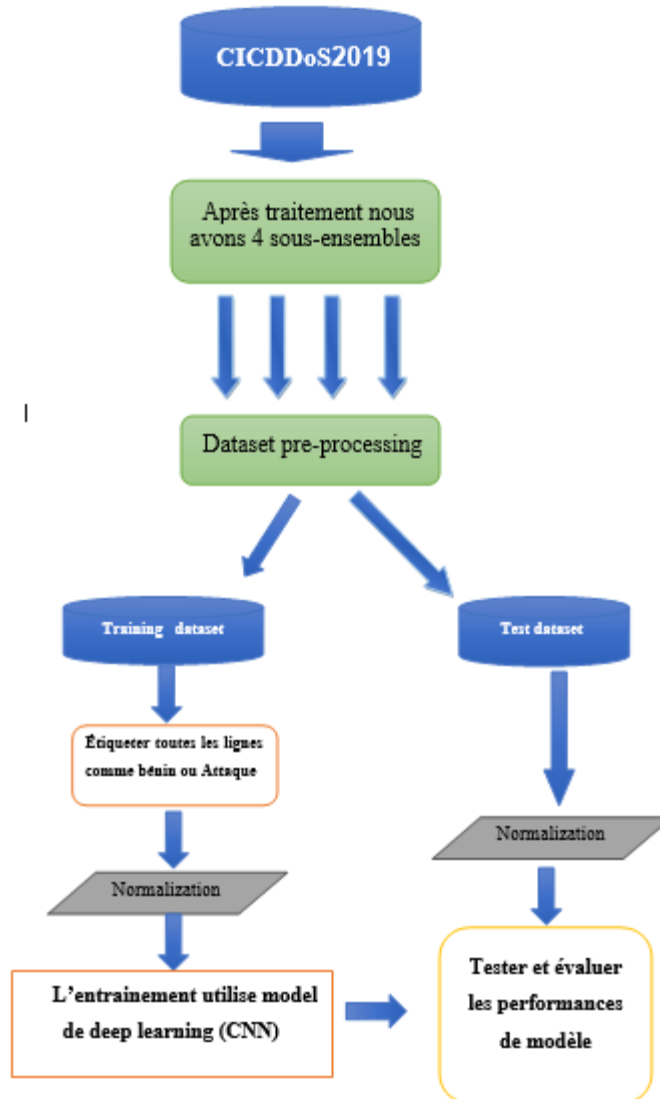 CICDDoS2019
Après traitement nous
avons 4 sous-ensembles
Dataset pre-processing
Training dataset
Test dataset
Étiqueter toutes les lignes
comme bénin ou Attaque
Normalization
Normalization
L'entrainement utilise model
de deep learning (CNN)
Tester et évaluer
les performances
de modèle